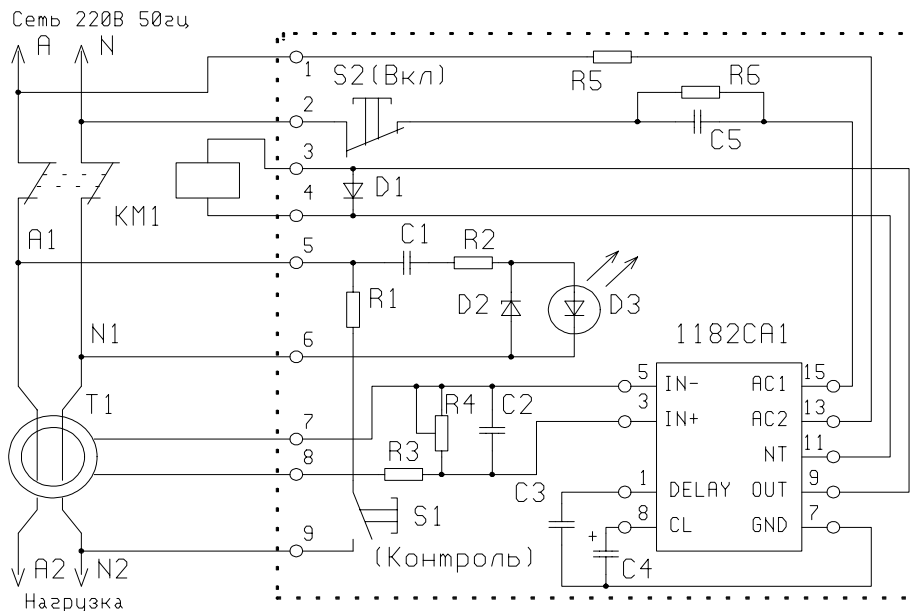 Сеть 220В 50гц
A N
1 R5 R6
S2(Вкл)
2
C5
3
4 D1
KM1
A1
5 C1 R2
R1 D2 D3
N1
6
1182CA1
T1
7
8
R4 C2
R3
C3
S1
(Контроль)
9
5 IN- AC1 15
3 IN+ AC2 13
NT 11
1 DELAY OUT 9
8 CL GND 7
+ C4
A2 N2
Нагрузка